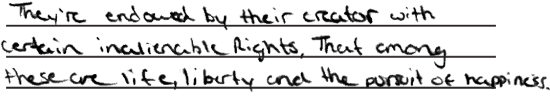 They're endowed by their creator with
certain inalienable Rights, That among
these are life, liberty and the pursuit of happiness.